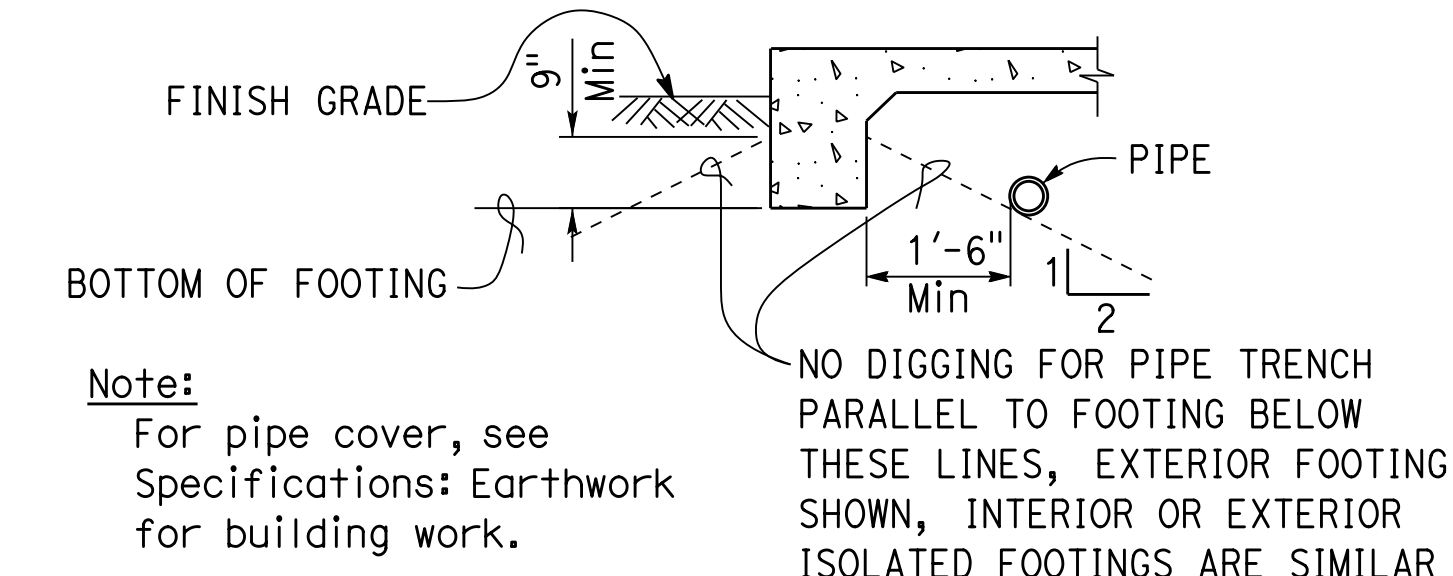 FINISH GRADE
9"
Min
PIPE
1'-6"
Min
1
2
BOTTOM OF FOOTING
NO DIGGING FOR PIPE TRENCH
PARALLEL TO FOOTING BELOW
THESE LINES, EXTERIOR FOOTING
SHOWN, INTERIOR OR EXTERIOR
ISOLATED FOOTINGS ARE SIMILAR
Note:
For pipe cover, see
Specifications: Earthwork
for building work.